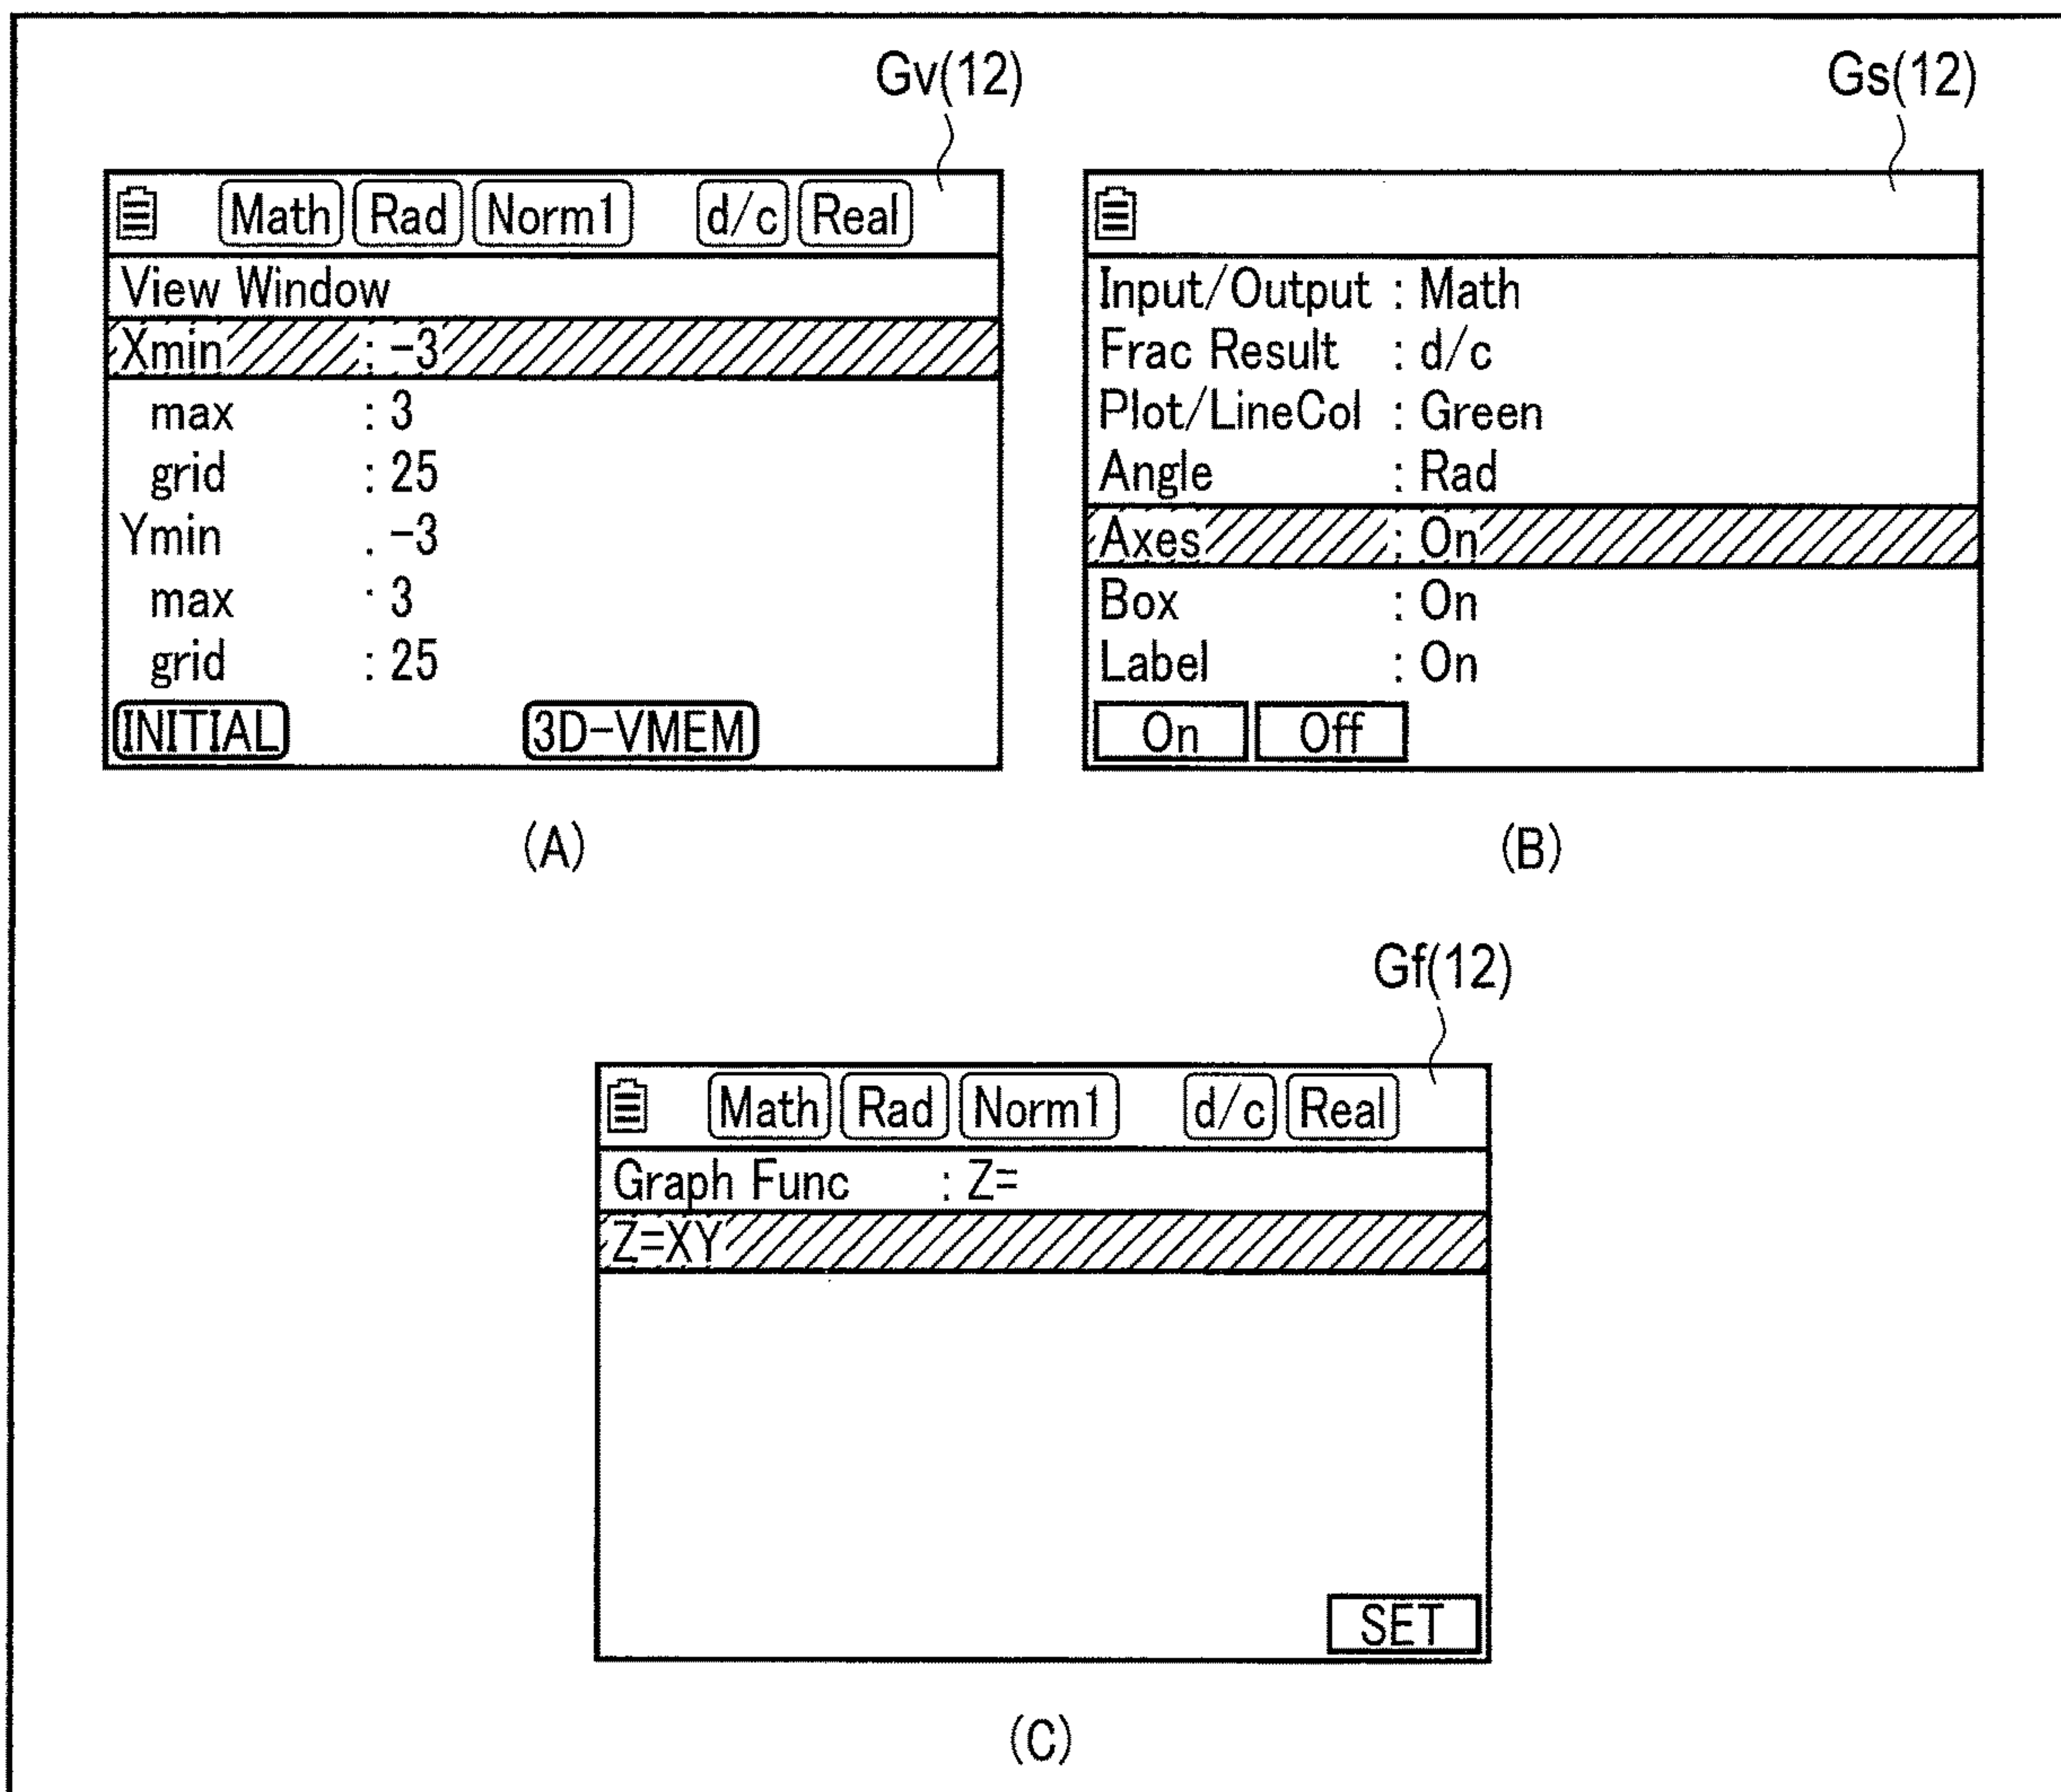 Gv(12)
Math Rad Norm1 d/c Real
View Window
Xmin : -3
max : 3
grid : 25
Ymin . -3
max · 3
grid : 25
INITIAL 3D-VMEM
(A)
Gs(12)
Input/Output : Math
Frac Result : d/c
Plot/LineCol : Green
Angle : Rad
Axes : On
Box : On
Label : On
On Off
(B)
Gf(12)
Math Rad Norm1 d/c Real
Graph Func : Z=
Z=XY
SET
(C)